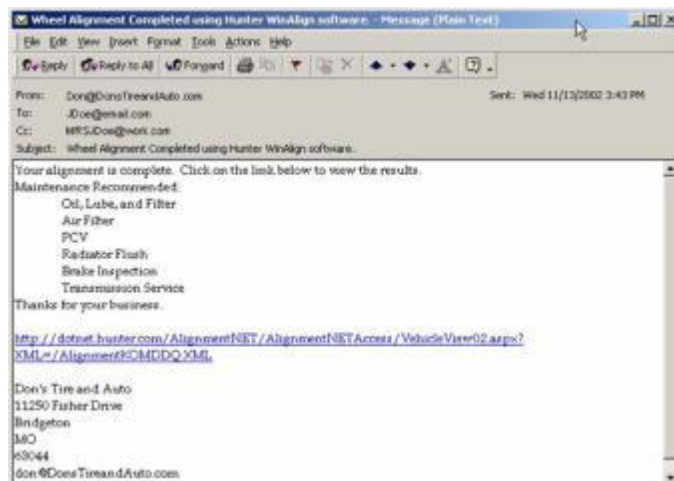 Wheel Alignment Completed using Hunter WinAlign software. - Message (Plain Text)
File Edit View Insert Format Tools Actions Help
Reply Reply to All Forward
From: Don@DonsTireandAuto.com Sent: Wed 11/13/2002 3:43 PM
To: JDoe@email.com
Cc: MRSJDoe@work.com
Subject: Wheel Alignment Completed using Hunter WinAlign software.
Your alignment is complete. Click on the link below to view the results.
Maintenance Recommended:
Oil, Lube, and Filter
Air Filter
PCV
Radiator Flush
Brake Inspection
Transmission Service
Thanks for your business.
http://dotnet.hunter.com/AlignmentNET/AlignmentNETAccess/VehicleView02.aspx?
XML=/AlignmentKOMDDQ.XML
Don's Tire and Auto
11250 Fisher Drive
Bridgeton
MO
63044
don@DonsTireandAuto.com